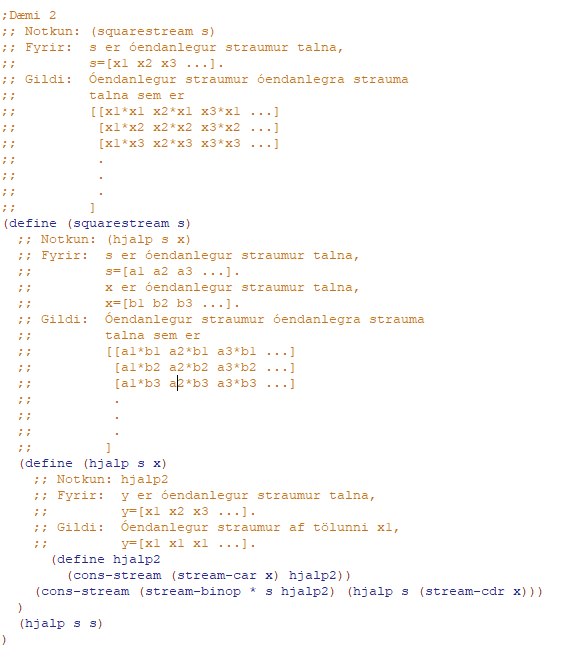 ;Dæmi 2
;; Notkun: (squarestream s)
;; Fyrir:  s er óendanlegur straumur talna,
;;         s=[x1 x2 x3 ...].
;; Gildi:  Óendanlegur straumur óendanlegra strauma
;;         talna sem er
;;         [[x1*x1 x2*x1 x3*x1 ...]
;;          [x1*x2 x2*x2 x3*x2 ...]
;;          [x1*x3 x2*x3 x3*x3 ...]
;;          .
;;          .
;;          .
;;         ]
(define (squarestream s)
  ;; Notkun: (hjalp s x)
  ;; Fyrir:  s er óendanlegur straumur talna,
  ;;         s=[a1 a2 a3 ...].
  ;;         x er óendanlegur straumur talna,
  ;;         x=[b1 b2 b3 ...].
  ;; Gildi:  Óendanlegur straumur óendanlegra strauma
  ;;         talna sem er
  ;;         [[a1*b1 a2*b1 a3*b1 ...]
  ;;          [a1*b2 a2*b2 a3*b2 ...]
  ;;          [a1*b3 a2*b3 a3*b3 ...]
  ;;          .
  ;;          .
  ;;          .
  ;;         ]
  (define (hjalp s x)
    ;; Notkun: hjalp2
    ;; Fyrir:  y er óendanlegur straumur talna,
    ;;         y=[x1 x2 x3 ...].
    ;; Gildi:  Óendanlegur straumur af tölunni x1,
    ;;         y=[x1 x1 x1 ...].
      (define hjalp2
        (cons-stream (stream-car x) hjalp2))
    (cons-stream (stream-binop * s hjalp2) (hjalp s (stream-cdr x)))
  )
  (hjalp s s)
)